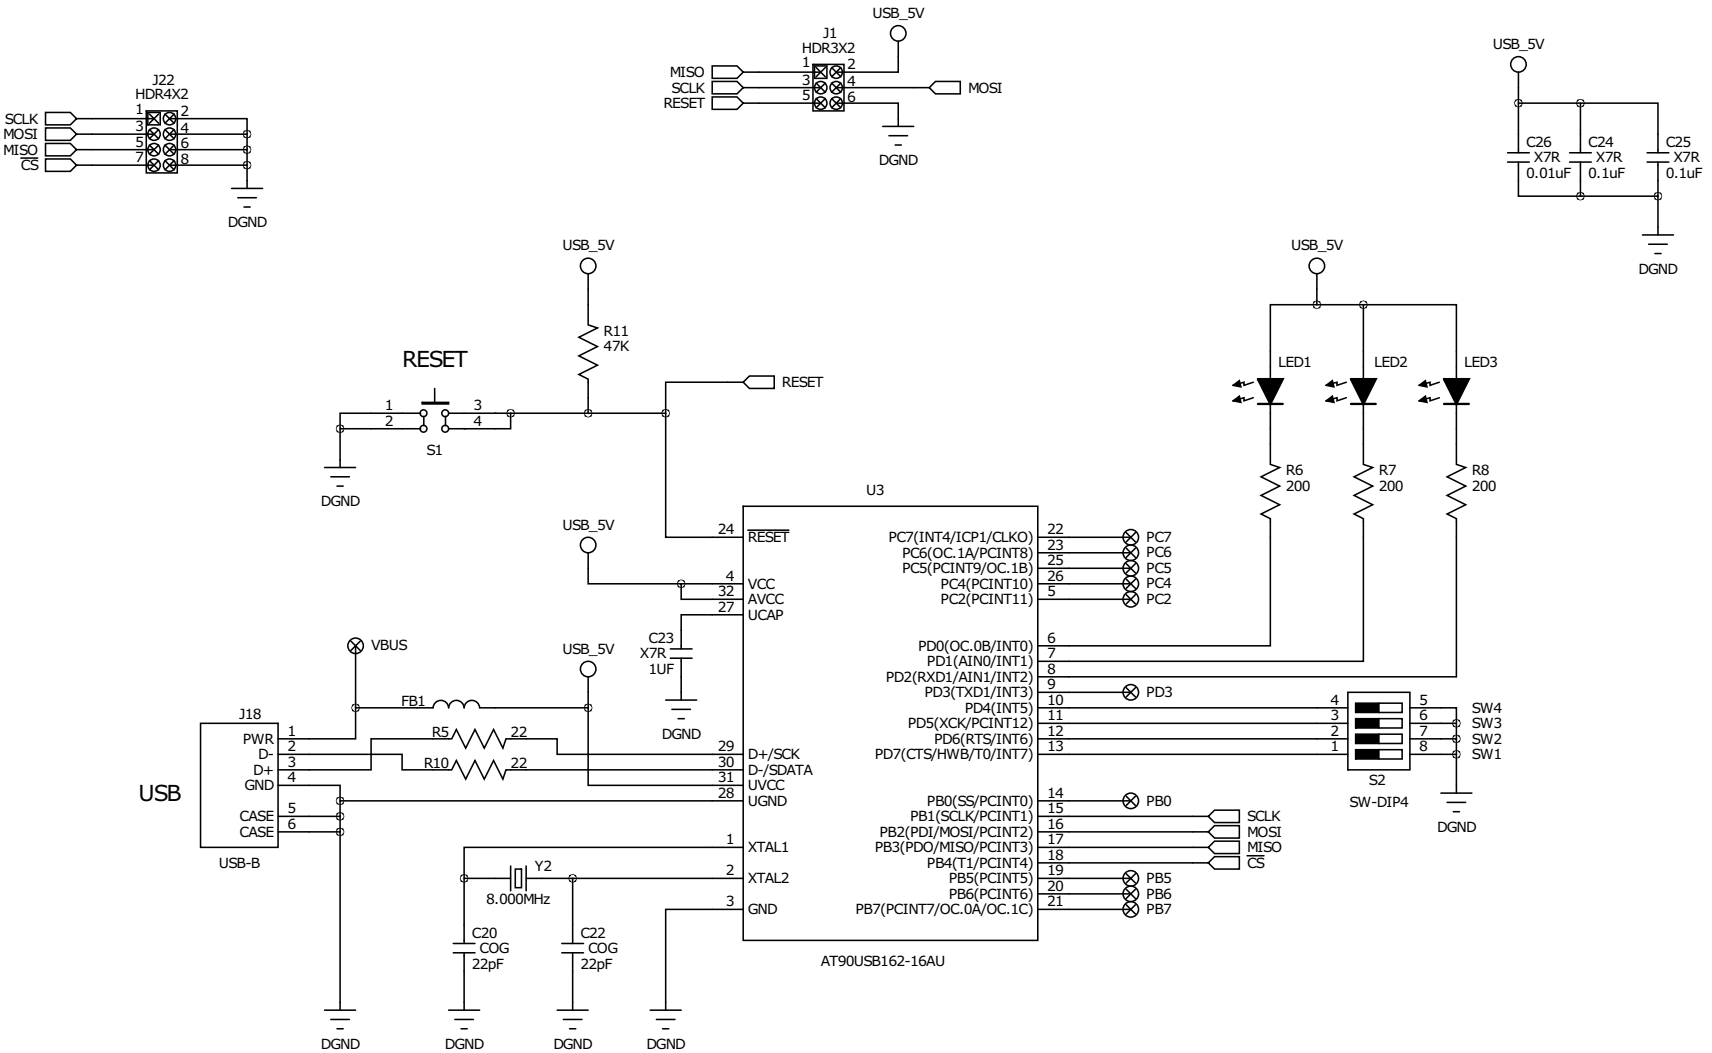 USB_5V
J1
HDR3X2
MISO 1 2
SCLK 3 4 MOSI
RESET 5 6
DGND
J22
HDR4X2
SCLK 1 2
MOSI 3 4
MISO 5 6
CS 7 8
DGND
USB_5V
C26 X7R 0.01uF
C24 X7R 0.1uF
C25 X7R 0.1uF
DGND
USB_5V
R11
47K
RESET
RESET
1 3
2 4
S1
DGND
USB_5V
LED1 LED2 LED3
R6 200
R7 200
R8 200
U3
24 RESET
USB_5V
4 VCC
32 AVCC
27 UCAP
C23
X7R
1UF
DGND
VBUS
USB_5V
FB1
J18
PWR 1
D- 2
D+ 3
GND 4
CASE 5
CASE 6
USB
USB-B
R5 22
R10 22
29 D+/SCK
30 D-/SDATA
31 UVCC
28 UGND
1 XTAL1
2 XTAL2
3 GND
Y2
8.000MHz
C20
COG
22pF
C22
COG
22pF
DGND DGND DGND DGND
PC7(INT4/ICP1/CLKO) 22 PC7
PC6(OC.1A/PCINT8) 23 PC6
PC5(PCINT9/OC.1B) 25 PC5
PC4(PCINT10) 26 PC4
PC2(PCINT11) 5 PC2
PD0(OC.0B/INT0) 6
PD1(AIN0/INT1) 7
PD2(RXD1/AIN1/INT2) 8
PD3(TXD1/INT3) 9 PD3
PD4(INT5) 10 4 5 SW4
PD5(XCK/PCINT12) 11 3 6 SW3
PD6(RTS/INT6) 12 2 7 SW2
PD7(CTS/HWB/T0/INT7) 13 1 8 SW1
S2
SW-DIP4
DGND
PB0(SS/PCINT0) 14 PB0
PB1(SCLK/PCINT1) 15 SCLK
PB2(PDI/MOSI/PCINT2) 16 MOSI
PB3(PDO/MISO/PCINT3) 17 MISO
PB4(T1/PCINT4) 18 CS
PB5(PCINT5) 19 PB5
PB6(PCINT6) 20 PB6
PB7(PCINT7/OC.0A/OC.1C) 21 PB7
AT90USB162-16AU